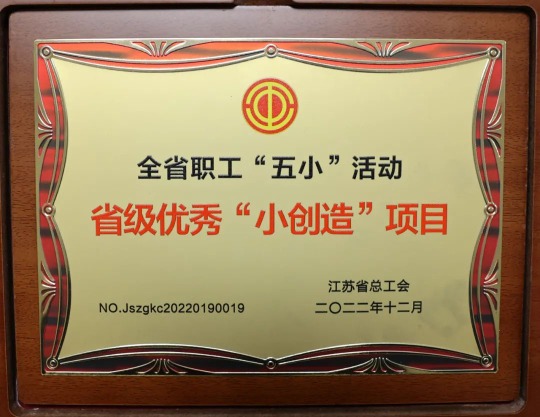 全省职工“五小”活动
省级优秀“小创造”项目
江苏省总工会
NO.Jszgkc20220190019
二〇二二年十二月